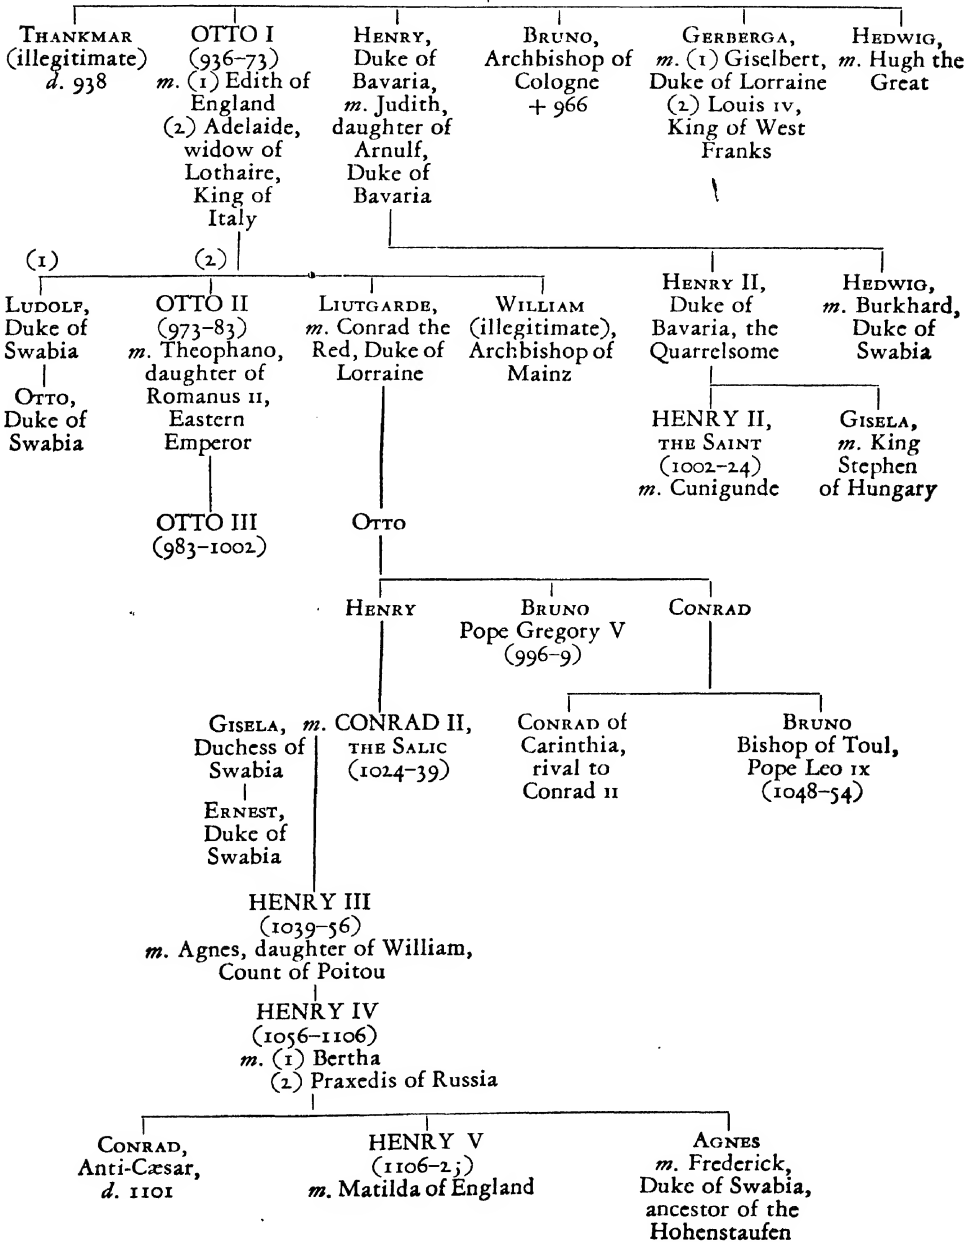 THANKMAR
(illegitimate)
d. 938
OTTO I
(936–73)
m. (1) Edith of
England
(2) Adelaide,
widow of
Lothaire,
King of
Italy
HENRY,
Duke of
Bavaria,
m. Judith,
daughter of
Arnulf,
Duke of
Bavaria
BRUNO,
Archbishop of
Cologne
+ 966
GERBERGA,
m. (1) Giselbert,
Duke of Lorraine
(2) Louis IV,
King of West
Franks
HEDWIG,
m. Hugh the
Great
(1)
(2)
LUDOLF,
Duke of
Swabia
OTTO,
Duke of
Swabia
OTTO II
(973–83)
m. Theophano,
daughter of
Romanus II,
Eastern
Emperor
LIUTGARDE,
m. Conrad the
Red, Duke of
Lorraine
WILLIAM
(illegitimate),
Archbishop of
Mainz
HENRY II,
Duke of
Bavaria, the
Quarrelsome
HEDWIG,
m. Burkhard,
Duke of
Swabia
HENRY II,
THE SAINT
(1002–24)
m. Cunigunde
GISELA,
m. King
Stephen
of Hungary
OTTO III
(983–1002)
OTTO
HENRY
BRUNO
Pope Gregory V
(996–9)
CONRAD
GISELA,
Duchess of
Swabia
m. CONRAD II,
THE SALIC
(1024–39)
CONRAD of
Carinthia,
rival to
Conrad II
BRUNO
Bishop of Toul,
Pope Leo IX
(1048–54)
ERNEST,
Duke of
Swabia
HENRY III
(1039–56)
m. Agnes, daughter of William,
Count of Poitou
HENRY IV
(1056–1106)
m. (1) Bertha
(2) Praxedis of Russia
CONRAD,
Anti-Cæsar,
d. 1101
HENRY V
m. Matilda of England
AGNES
m. Frederick,
Duke of Swabia,
ancestor of the
Hohenstaufen